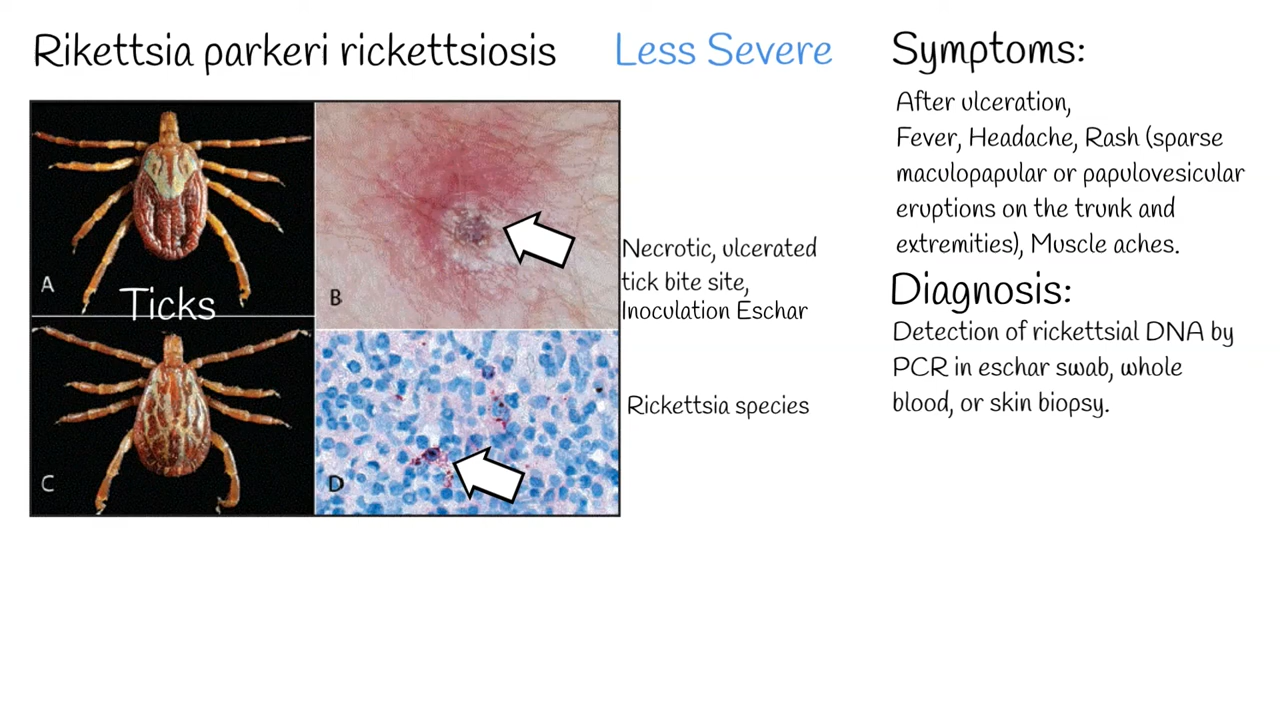 Rikettsia parkeri rickettsiosis
Less Severe
A
Ticks
B
C
D
Necrotic, ulcerated
tick bite site,
Inoculation Eschar
Rickettsia species
Symptoms:
After ulceration,
Fever, Headache, Rash (sparse
maculopapular or papulovesicular
eruptions on the trunk and
extremities), Muscle aches.
Diagnosis:
Detection of rickettsial DNA by
PCR in eschar swab, whole
blood, or skin biopsy.